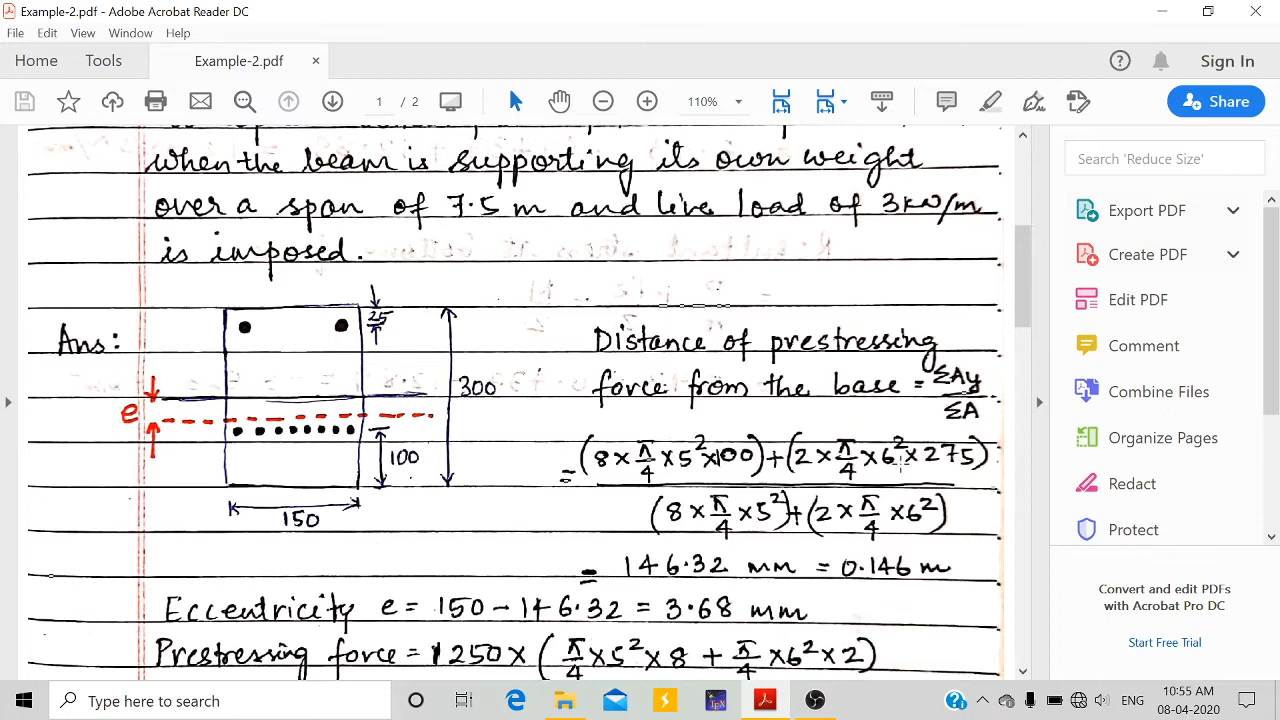 Example-2.pdf - Adobe Acrobat Reader DC
File Edit View Window Help
Home Tools Example-2.pdf × Sign In
1 / 2 110% Share
when the beam is supporting its own weight
over a span of 7.5 m and live load of 3 kN/m
is imposed.
Ans:
25
300
e
100
150
Distance of prestressing
force from the base = ΣAy / ΣA
= (8 × π/4 × 5² × 100) + (2 × π/4 × 6² × 275)
(8 × π/4 × 5²) + (2 × π/4 × 6²)
= 146.32 mm = 0.146 m
Eccentricity e = 150 - 146.32 = 3.68 mm
Prestressing force = 1250 × (π/4 × 5² × 8 + π/4 × 6² × 2)
Search 'Reduce Size'
Export PDF
Create PDF
Edit PDF
Comment
Combine Files
Organize Pages
Redact
Protect
Convert and edit PDFs
with Acrobat Pro DC
Start Free Trial
Type here to search
ENG
10:55 AM
08-04-2020